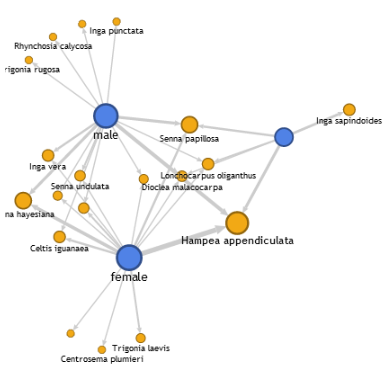 Inga punctata
Rhynchosia calycosa
rigonia rugosa
Inga sapindoides
male
Senna papillosa
Inga vera
Lonchocarpus oliganthus
Senna undulata
Dioclea malacocarpa
na hayesiana
Hampea appendiculata
Celtis iguanaea
female
Trigonia laevis
Centrosema plumieri